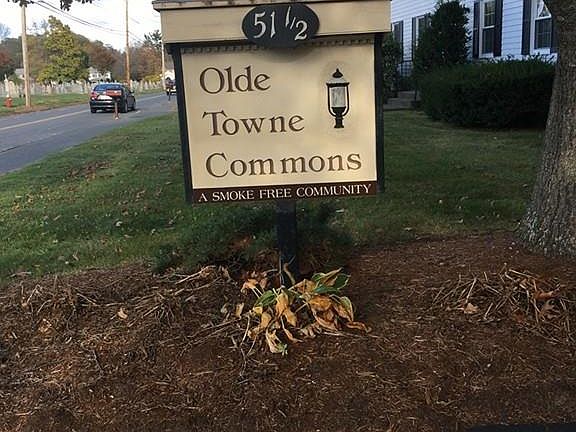 51 1/2
Olde
Towne
Commons
A SMOKE FREE COMMUNITY